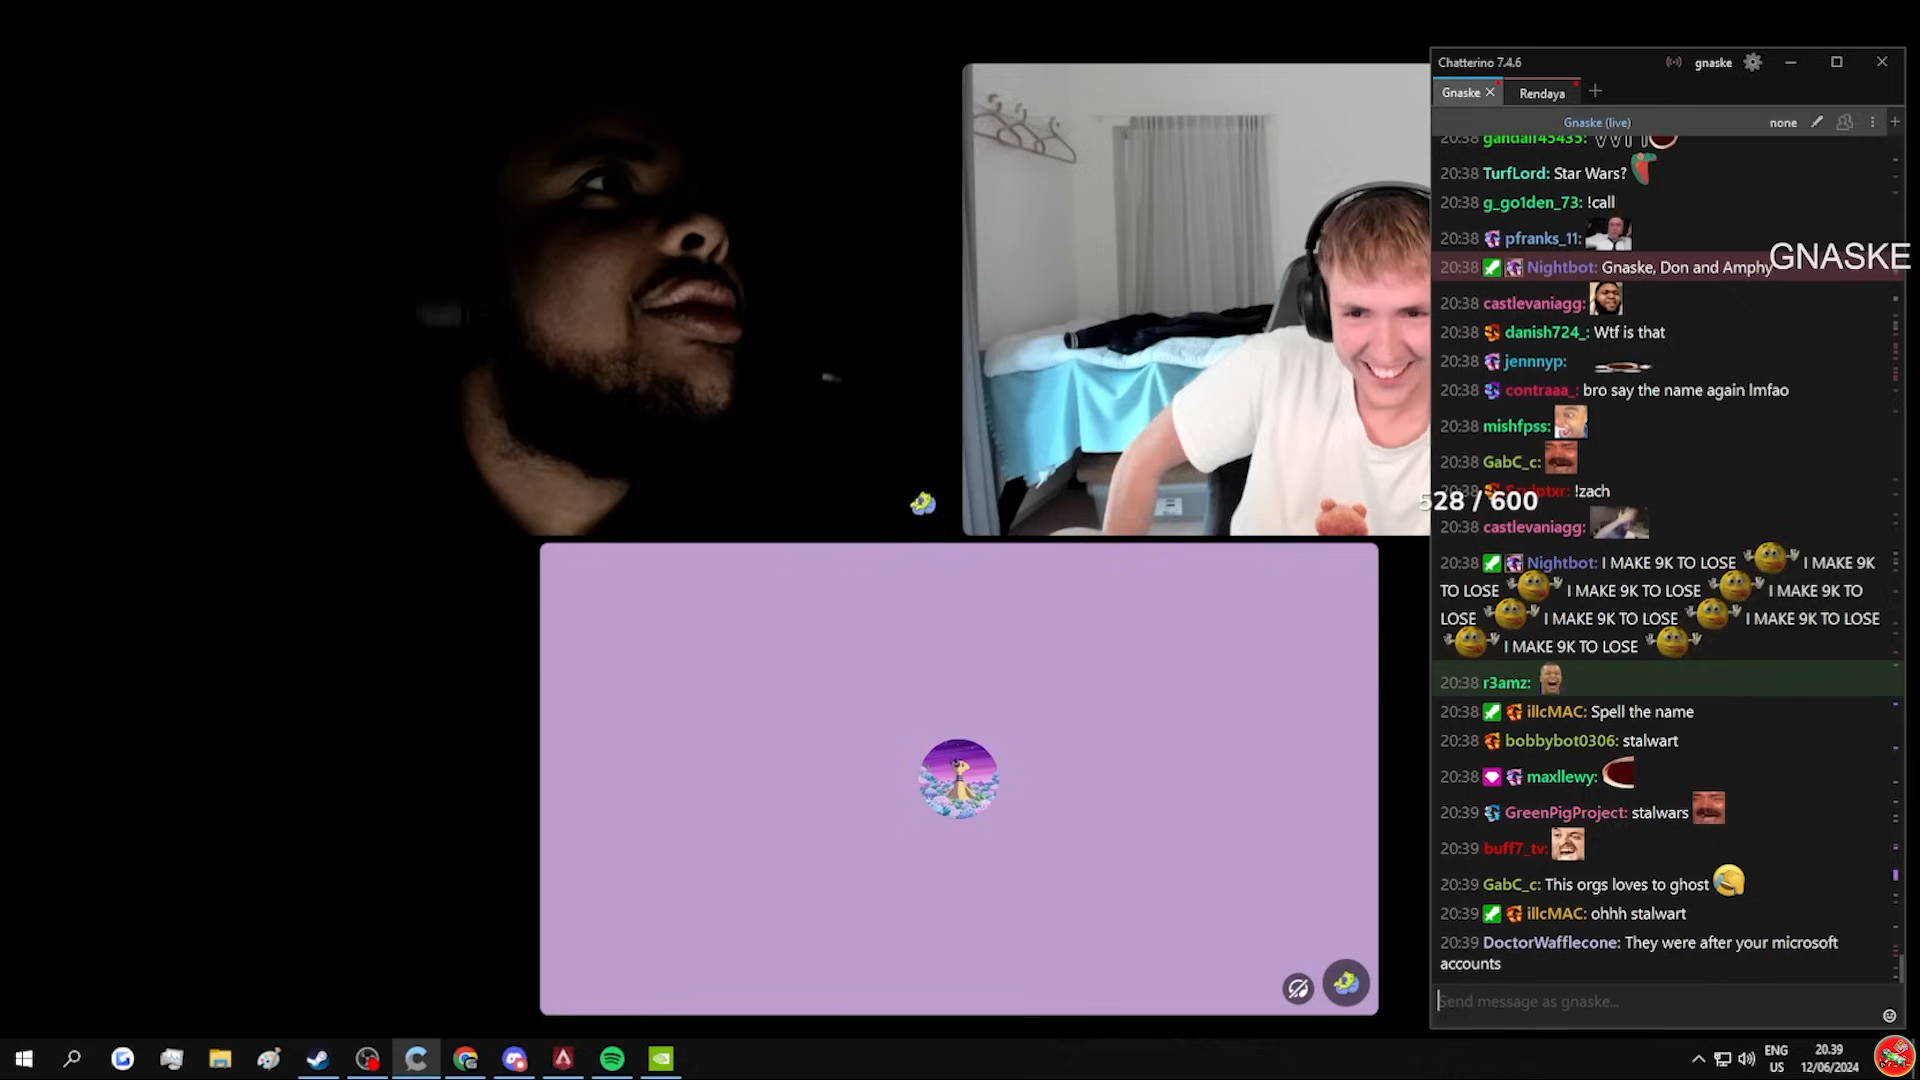 Chatterino 7.4.6
gnaske
Gnaske
Rendaya
Gnaske (live)
none
20:38 gandalf45435:
20:38 TurfLord: Star Wars?
20:38 g_go1den_73: !call
20:38 pfranks_11:
GNASKE
20:38 Nightbot: Gnaske, Don and Amphy
20:38 castlevaniagg:
20:38 danish724_: Wtf is that
20:38 jennnyp:
20:38 contraaa_: bro say the name again lmfao
20:38 mishfpss:
20:38 GabC_c:
!zach
528 / 600
20:38 castlevaniagg:
20:38 Nightbot: I MAKE 9K TO LOSE I MAKE 9K
TO LOSE I MAKE 9K TO LOSE I MAKE 9K TO
LOSE I MAKE 9K TO LOSE I MAKE 9K TO LOSE
I MAKE 9K TO LOSE
20:38 r3amz:
20:38 illcMAC: Spell the name
20:38 bobbybot0306: stalwart
20:38 maxllewy:
20:39 GreenPigProject: stalwars
20:39 buff7_tv:
20:39 GabC_c: This orgs loves to ghost
20:39 illcMAC: ohhh stalwart
20:39 DoctorWafflecone: They were after your microsoft
accounts
Send message as gnaske...
ENG
US
20.39
12/06/2024